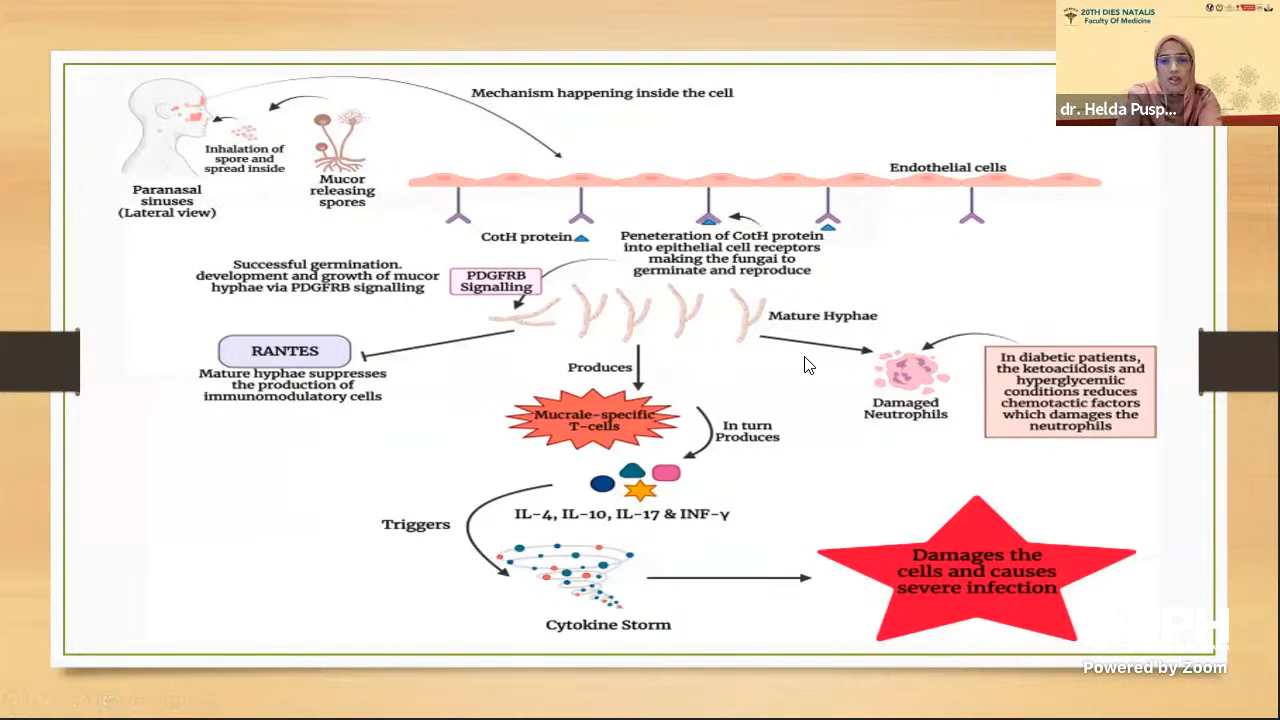 20TH DIES NATALIS
Faculty Of Medicine
dr. Helda Pusp...
Mechanism happening inside the cell
Inhalation of
spore and
spread inside
Mucor
releasing
spores
Paranasal
sinuses
(Lateral view)
Endothelial cells
CotH protein
Peneteration of CotH protein
into epithelial cell receptors
making the fungai to
germinate and reproduce
Successful germination.
development and growth of mucor
hyphae via PDGFRB signalling
PDGFRB
Signalling
Mature Hyphae
RANTES
Mature hyphae suppresses
the production of
immunomodulatory cells
Produces
Damaged
Neutrophils
In diabetic patients,
the ketoaciidosis and
hyperglycemiic
conditions reduces
chemotactic factors
which damages the
neutrophils
Mucrale-specific
T-cells
In turn
Produces
IL-4, IL-10, IL-17 & INF-γ
Triggers
Cytokine Storm
Damages the
cells and causes
severe infection
Powered by Zoom